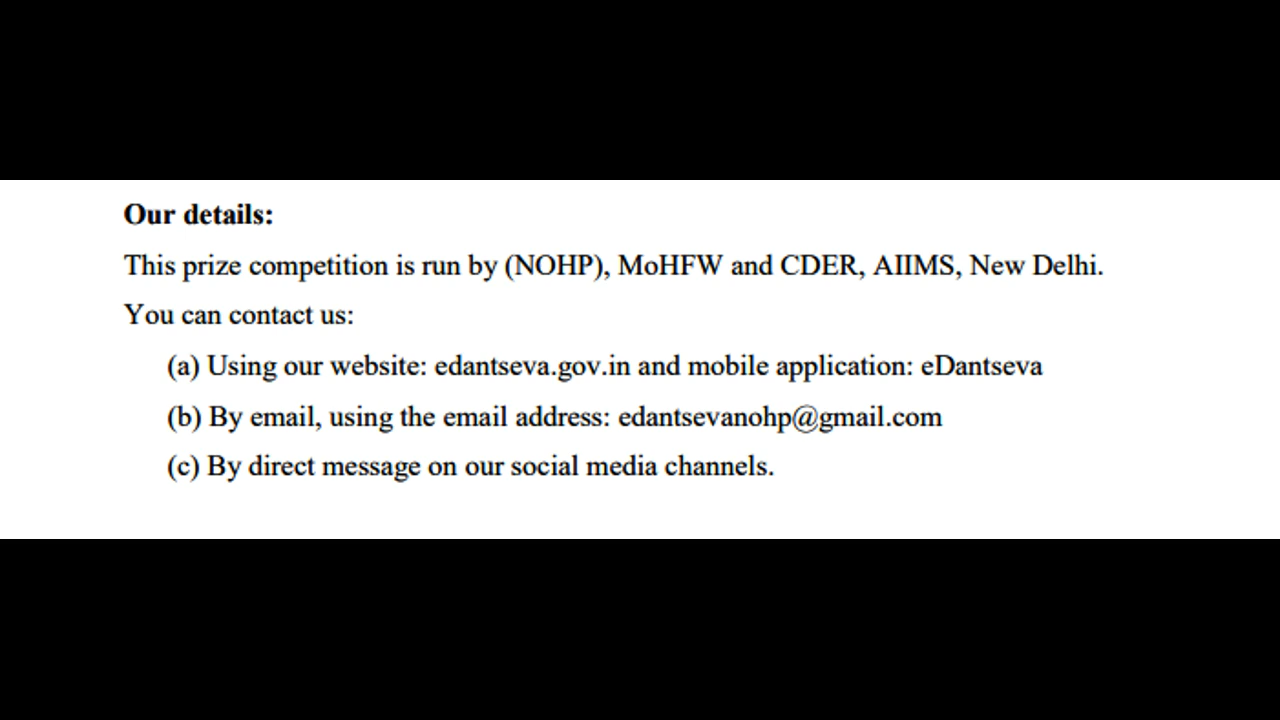 Our details:
This prize competition is run by (NOHP), MoHFW and CDER, AIIMS, New Delhi.
You can contact us:
(a) Using our website: edantseva.gov.in and mobile application: eDantseva
(b) By email, using the email address: edantsevanohp@gmail.com
(c) By direct message on our social media channels.